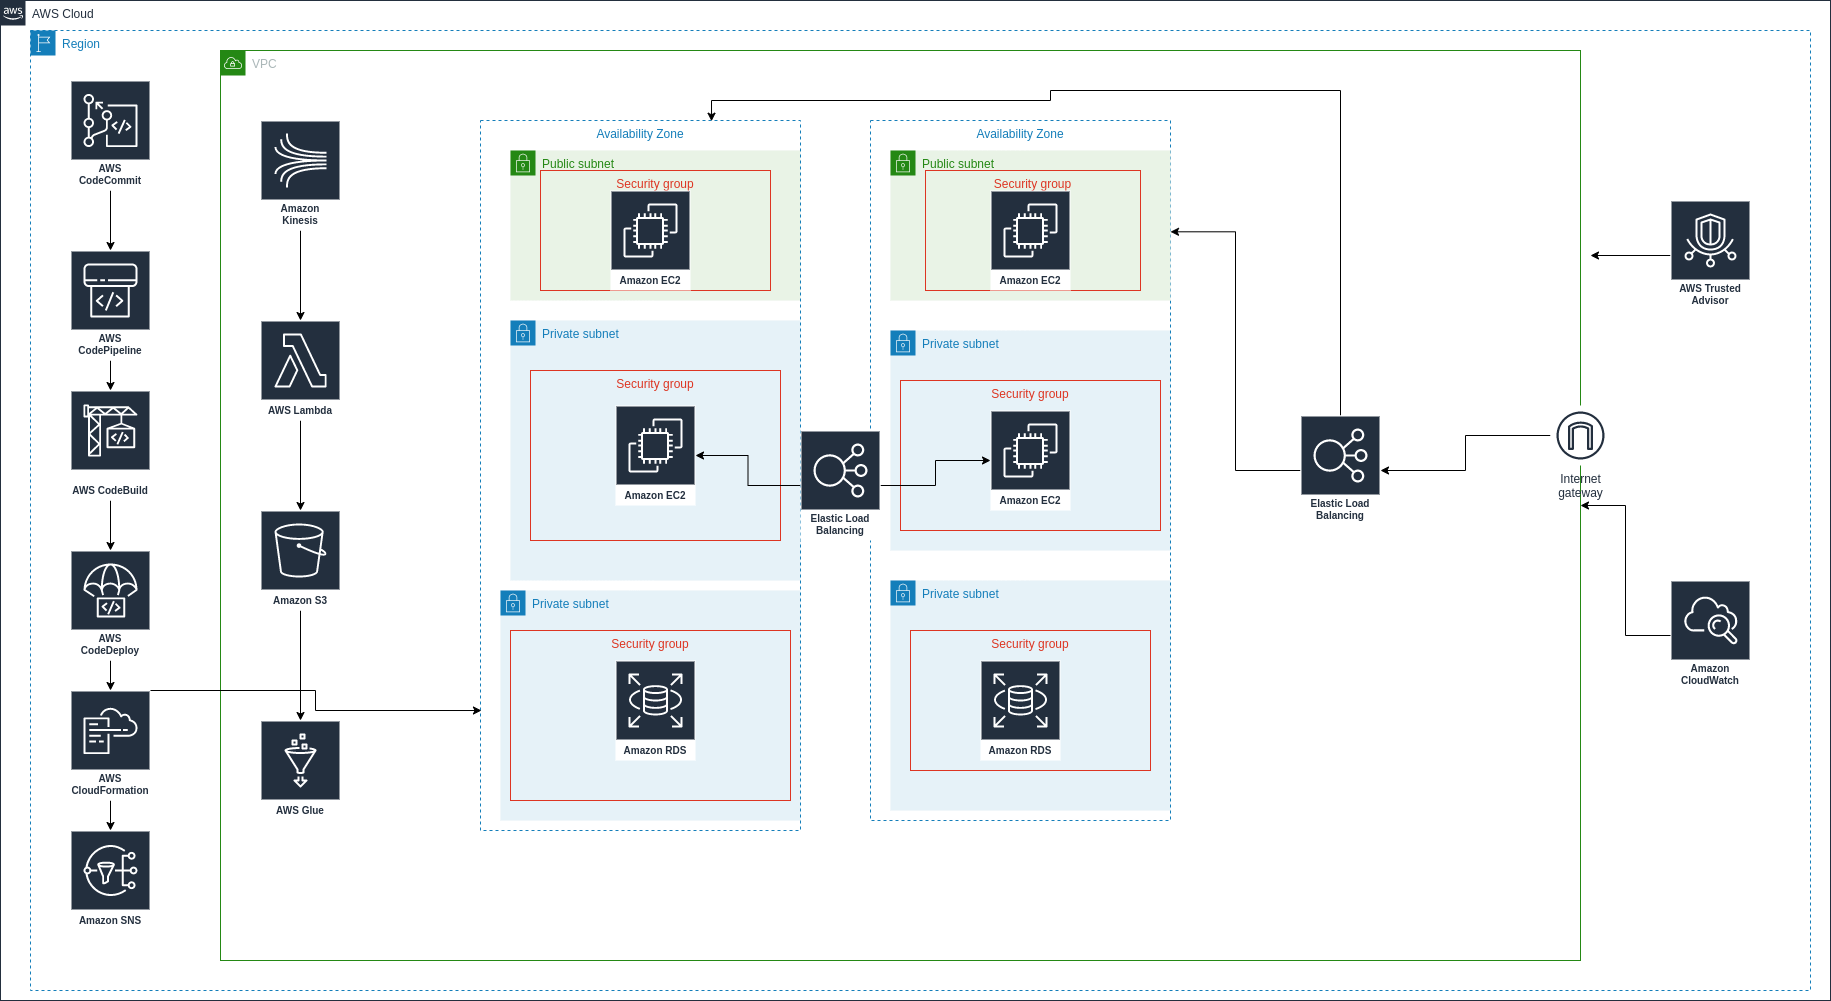 aws
AWS Cloud
Region
VPC
AWS
CodeCommit
AWS
CodePipeline
AWS CodeBuild
AWS
CodeDeploy
AWS
CloudFormation
Amazon SNS
Amazon
Kinesis
AWS Lambda
Amazon S3
AWS Glue
Availability Zone
Public subnet
Security group
Amazon EC2
Private subnet
Security group
Amazon EC2
Private subnet
Security group
Amazon RDS
Elastic Load
Balancing
Availability Zone
Public subnet
Security group
Amazon EC2
Private subnet
Security group
Amazon EC2
Private subnet
Security group
Amazon RDS
Elastic Load
Balancing
Internet
gateway
AWS Trusted
Advisor
Amazon
CloudWatch